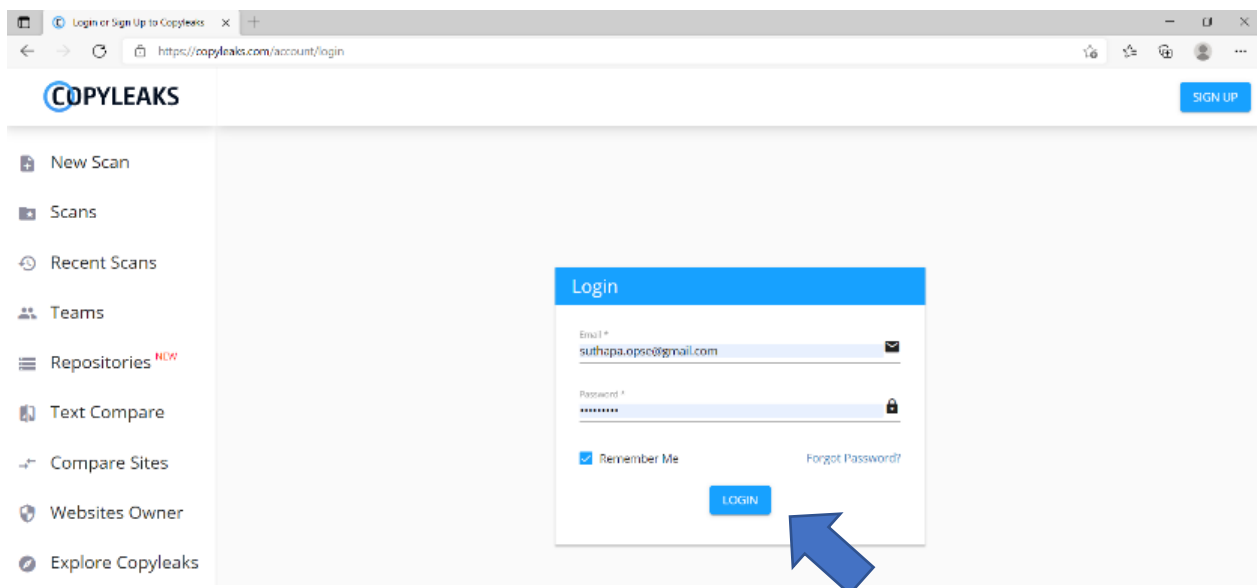 Login or Sign Up to Copyleaks
https://copyleaks.com/account/login
COPYLEAKS
SIGN UP
New Scan
Scans
Recent Scans
Teams
Repositories NEW
Text Compare
Compare Sites
Websites Owner
Explore Copyleaks
Login
Email *
suthapa.opse@gmail.com
Password *
•••••••••
Remember Me
Forgot Password?
LOGIN